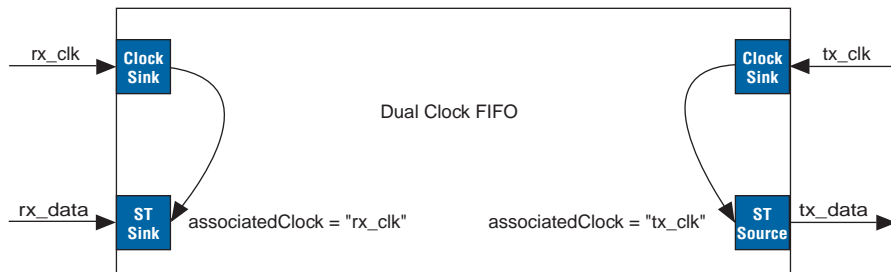 rx_clk
Clock
Sink
Clock
Sink
tx_clk
Dual Clock FIFO
rx_data
ST
Sink
associatedClock = "rx_clk"
associatedClock = "tx_clk"
ST
Source
tx_data